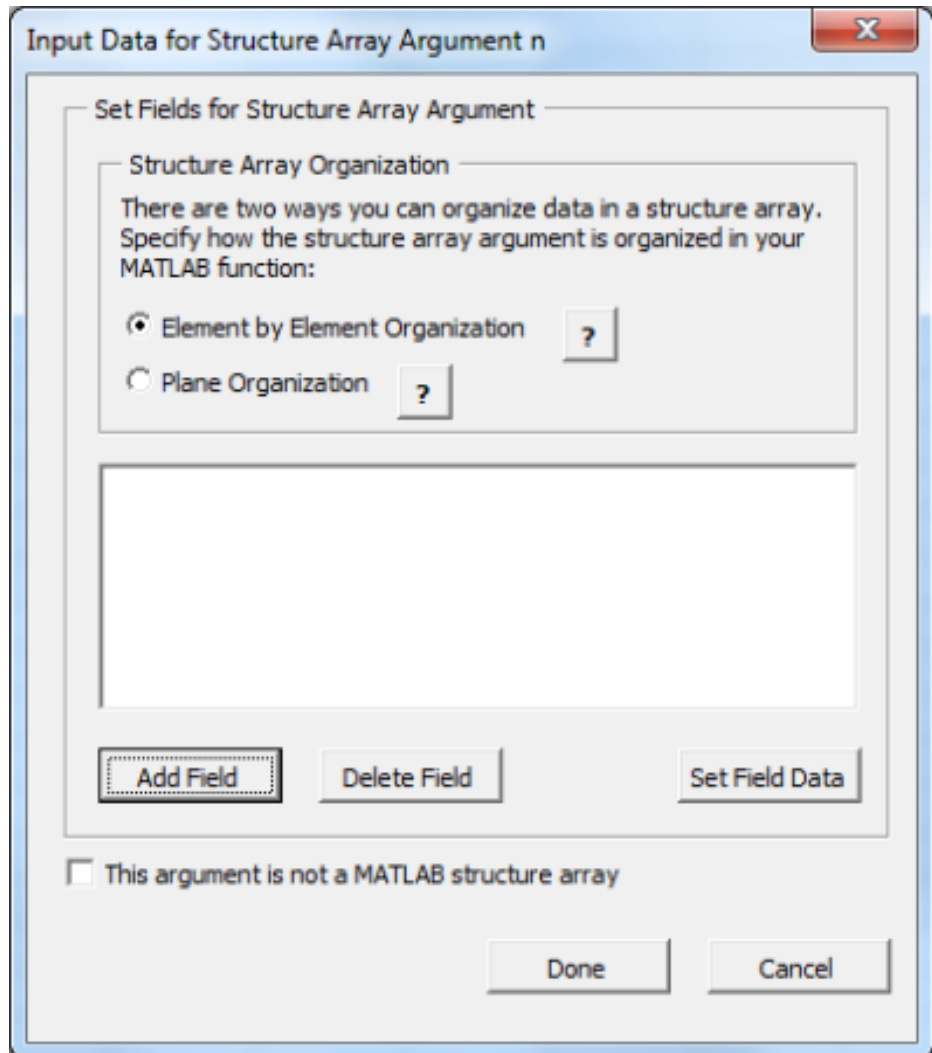 Input Data for Structure Array Argument n
Set Fields for Structure Array Argument
Structure Array Organization
There are two ways you can organize data in a structure array.
Specify how the structure array argument is organized in your
MATLAB function:
Element by Element Organization ?
Plane Organization ?
Add Field Delete Field Set Field Data
This argument is not a MATLAB structure array
Done Cancel